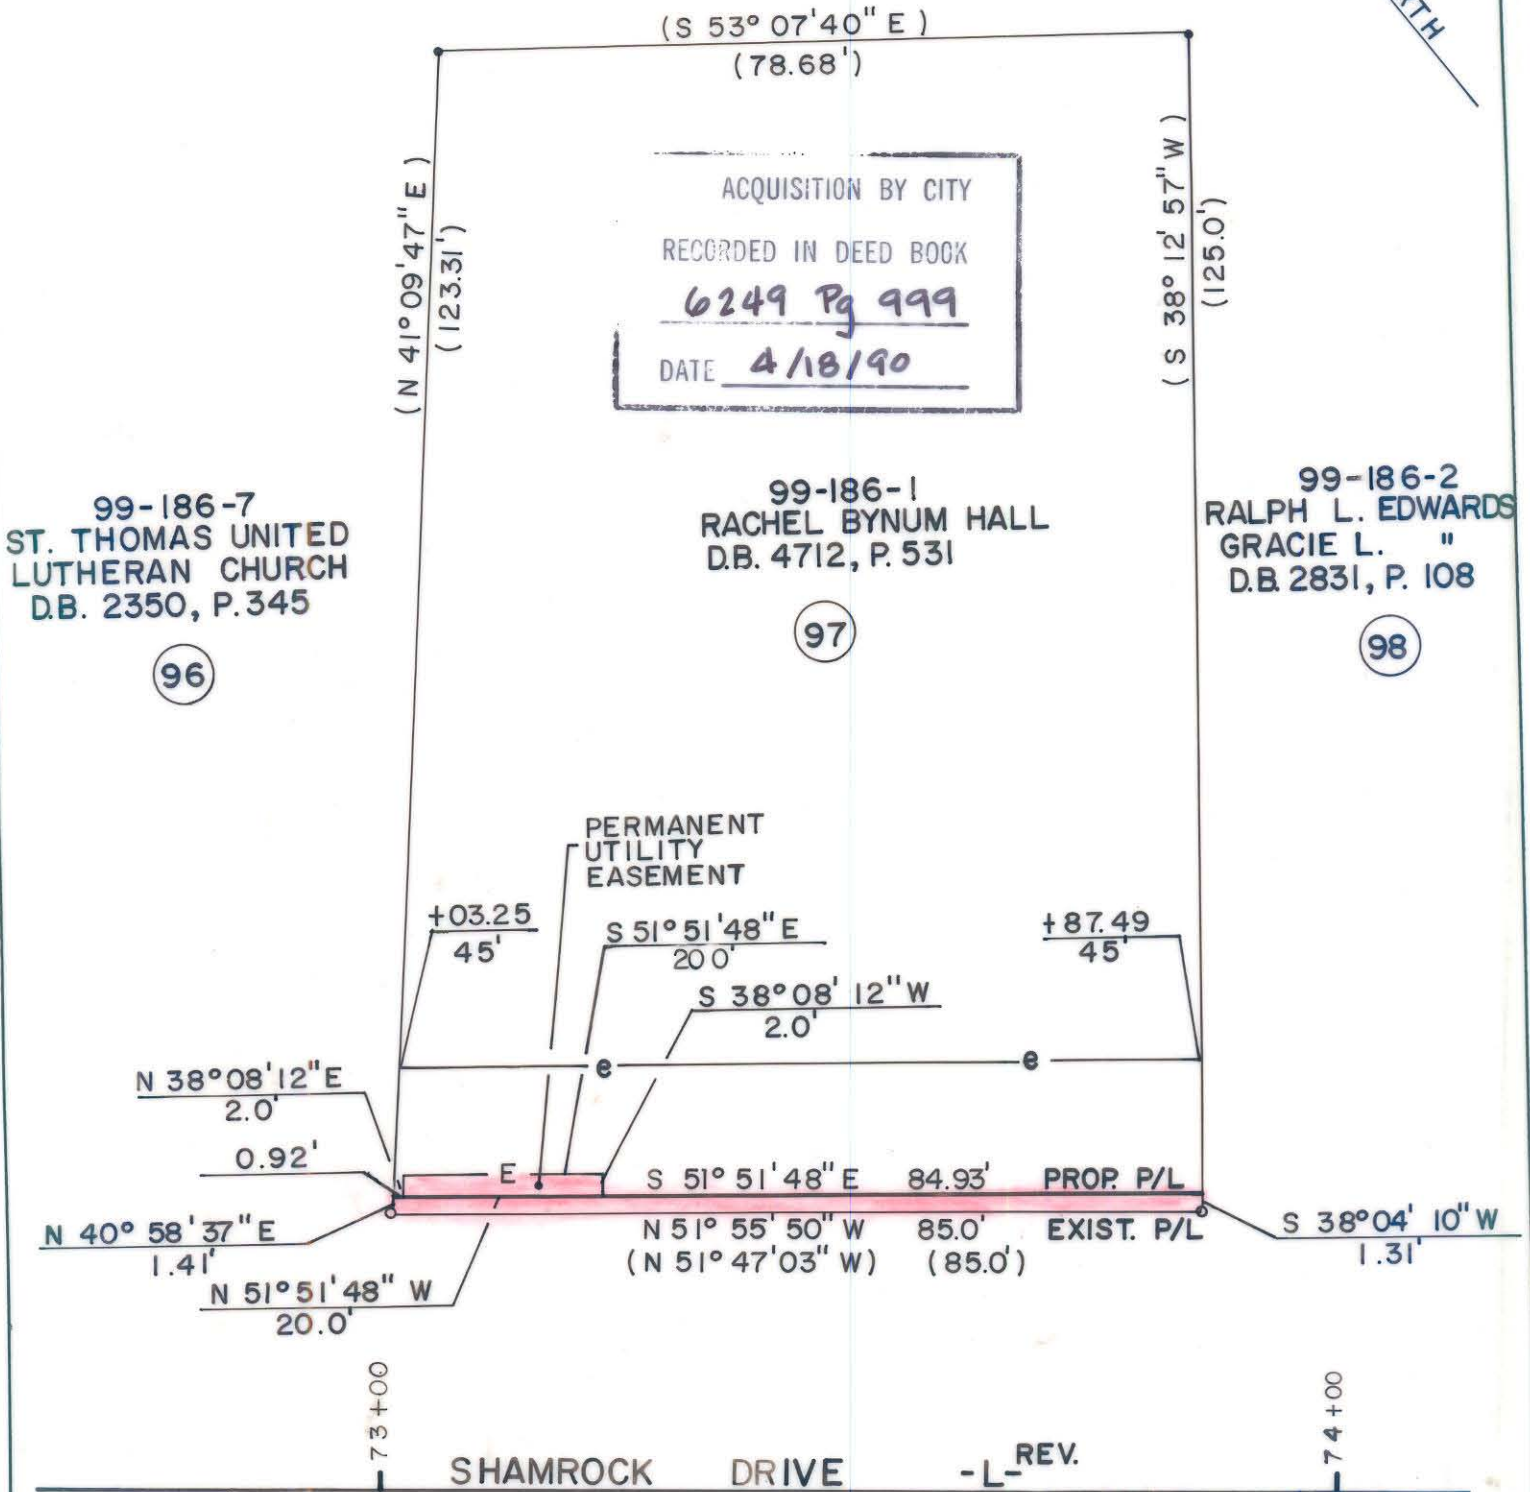 (S 53° 07'40" E)
(78.68')
(N 41° 09'47" E)
(123.31')
(S 38° 12' 57" W)
(125.0')
ACQUISITION BY CITY
RECORDED IN DEED BOOK
6249 Pg 999
DATE 4/18/90
99-186-7
ST. THOMAS UNITED
LUTHERAN CHURCH
D.B. 2350, P. 345
96
99-186-1
RACHEL BYNUM HALL
D.B. 4712, P. 531
97
99-186-2
RALPH L. EDWARDS
GRACIE L. "
D.B. 2831, P. 108
98
PERMANENT
UTILITY
EASEMENT
+03.25
45'
S 51° 51'48" E
20 0'
+87.49
45'
S 38° 08' 12" W
2.0'
e
e
N 38° 08'12" E
2.0'
0.92'
E
S 51° 51'48" E 84.93' PROP. P/L
N 51° 55'50" W 85.0' EXIST. P/L
(N 51° 47'03" W) (85.0')
N 40° 58'37" E
1.41'
S 38° 04' 10" W
1.31'
N 51° 51'48" W
20.0'
73+00
74+00
SHAMROCK DRIVE -L- REV.